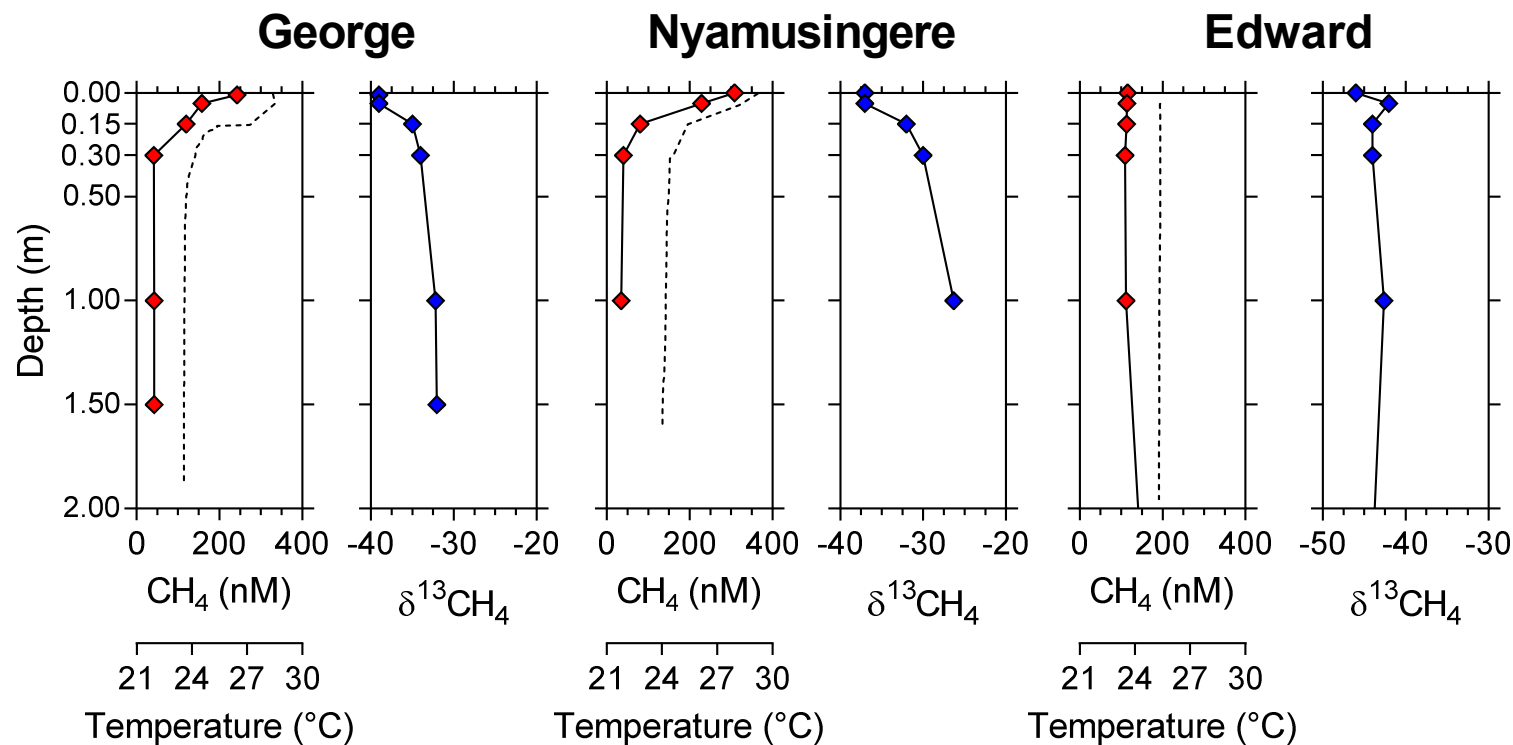 George Nyamusingere Edward
0.00
0.15
0.30
0.50
1.00
1.50
2.00
Depth (m)
0 200 400 -40 -30 -20 0 200 400 -40 -30 -20 0 200 400 -50 -40 -30
CH₄ (nM) δ¹³CH₄ CH₄ (nM) δ¹³CH₄ CH₄ (nM) δ¹³CH₄
21 24 27 30 21 24 27 30 21 24 27 30
Temperature (°C) Temperature (°C) Temperature (°C)